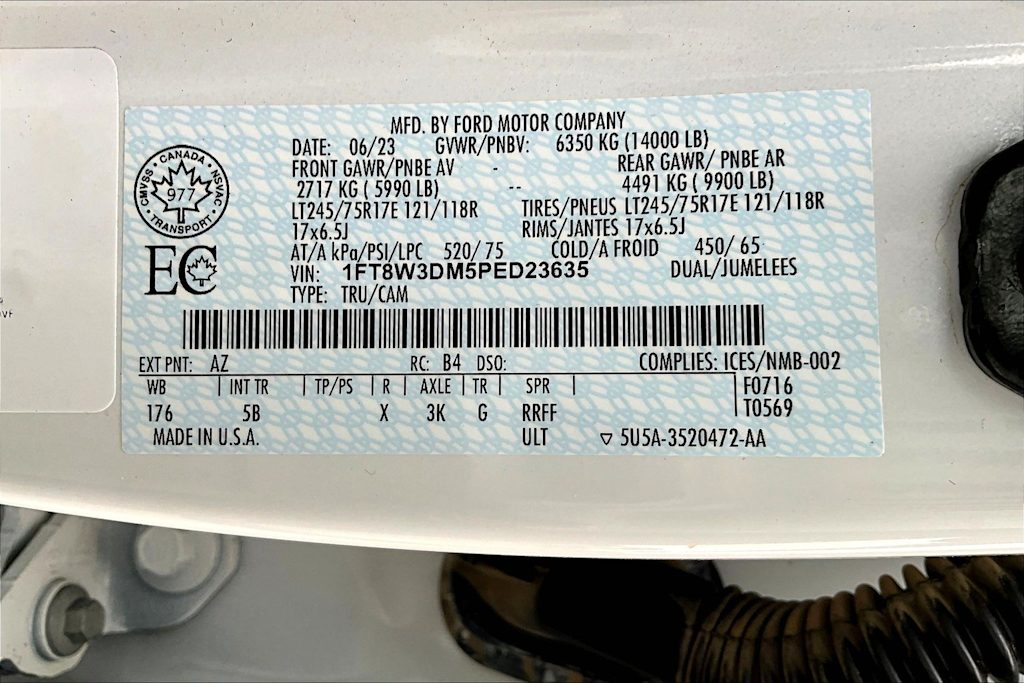 MFD. BY FORD MOTOR COMPANY
DATE: 06/23 GVWR/PNBV: 6350 KG (14000 LB)
FRONT GAWR/PNBE AV - REAR GAWR/ PNBE AR
2717 KG ( 5990 LB) -- 4491 KG ( 9900 LB)
LT245/75R17E 121/118R TIRES/PNEUS LT245/75R17E 121/118R
17x6.5J RIMS/JANTES 17x6.5J
AT/A kPa/PSI/LPC 520/ 75 COLD/A FROID 450/ 65
VIN: 1FT8W3DM5PED23635 DUAL/JUMELEES
TYPE: TRU/CAM
CANADA
CMVSS
NSVAC
977
TRANSPORT
EC
EXT PNT: AZ RC: B4 DSO: COMPLIES: ICES/NMB-002
WB | INT TR | TP/PS | R | AXLE | TR | SPR | F0716
176 5B X 3K G RRFF T0569
MADE IN U.S.A. ULT ▽ 5U5A-3520472-AA